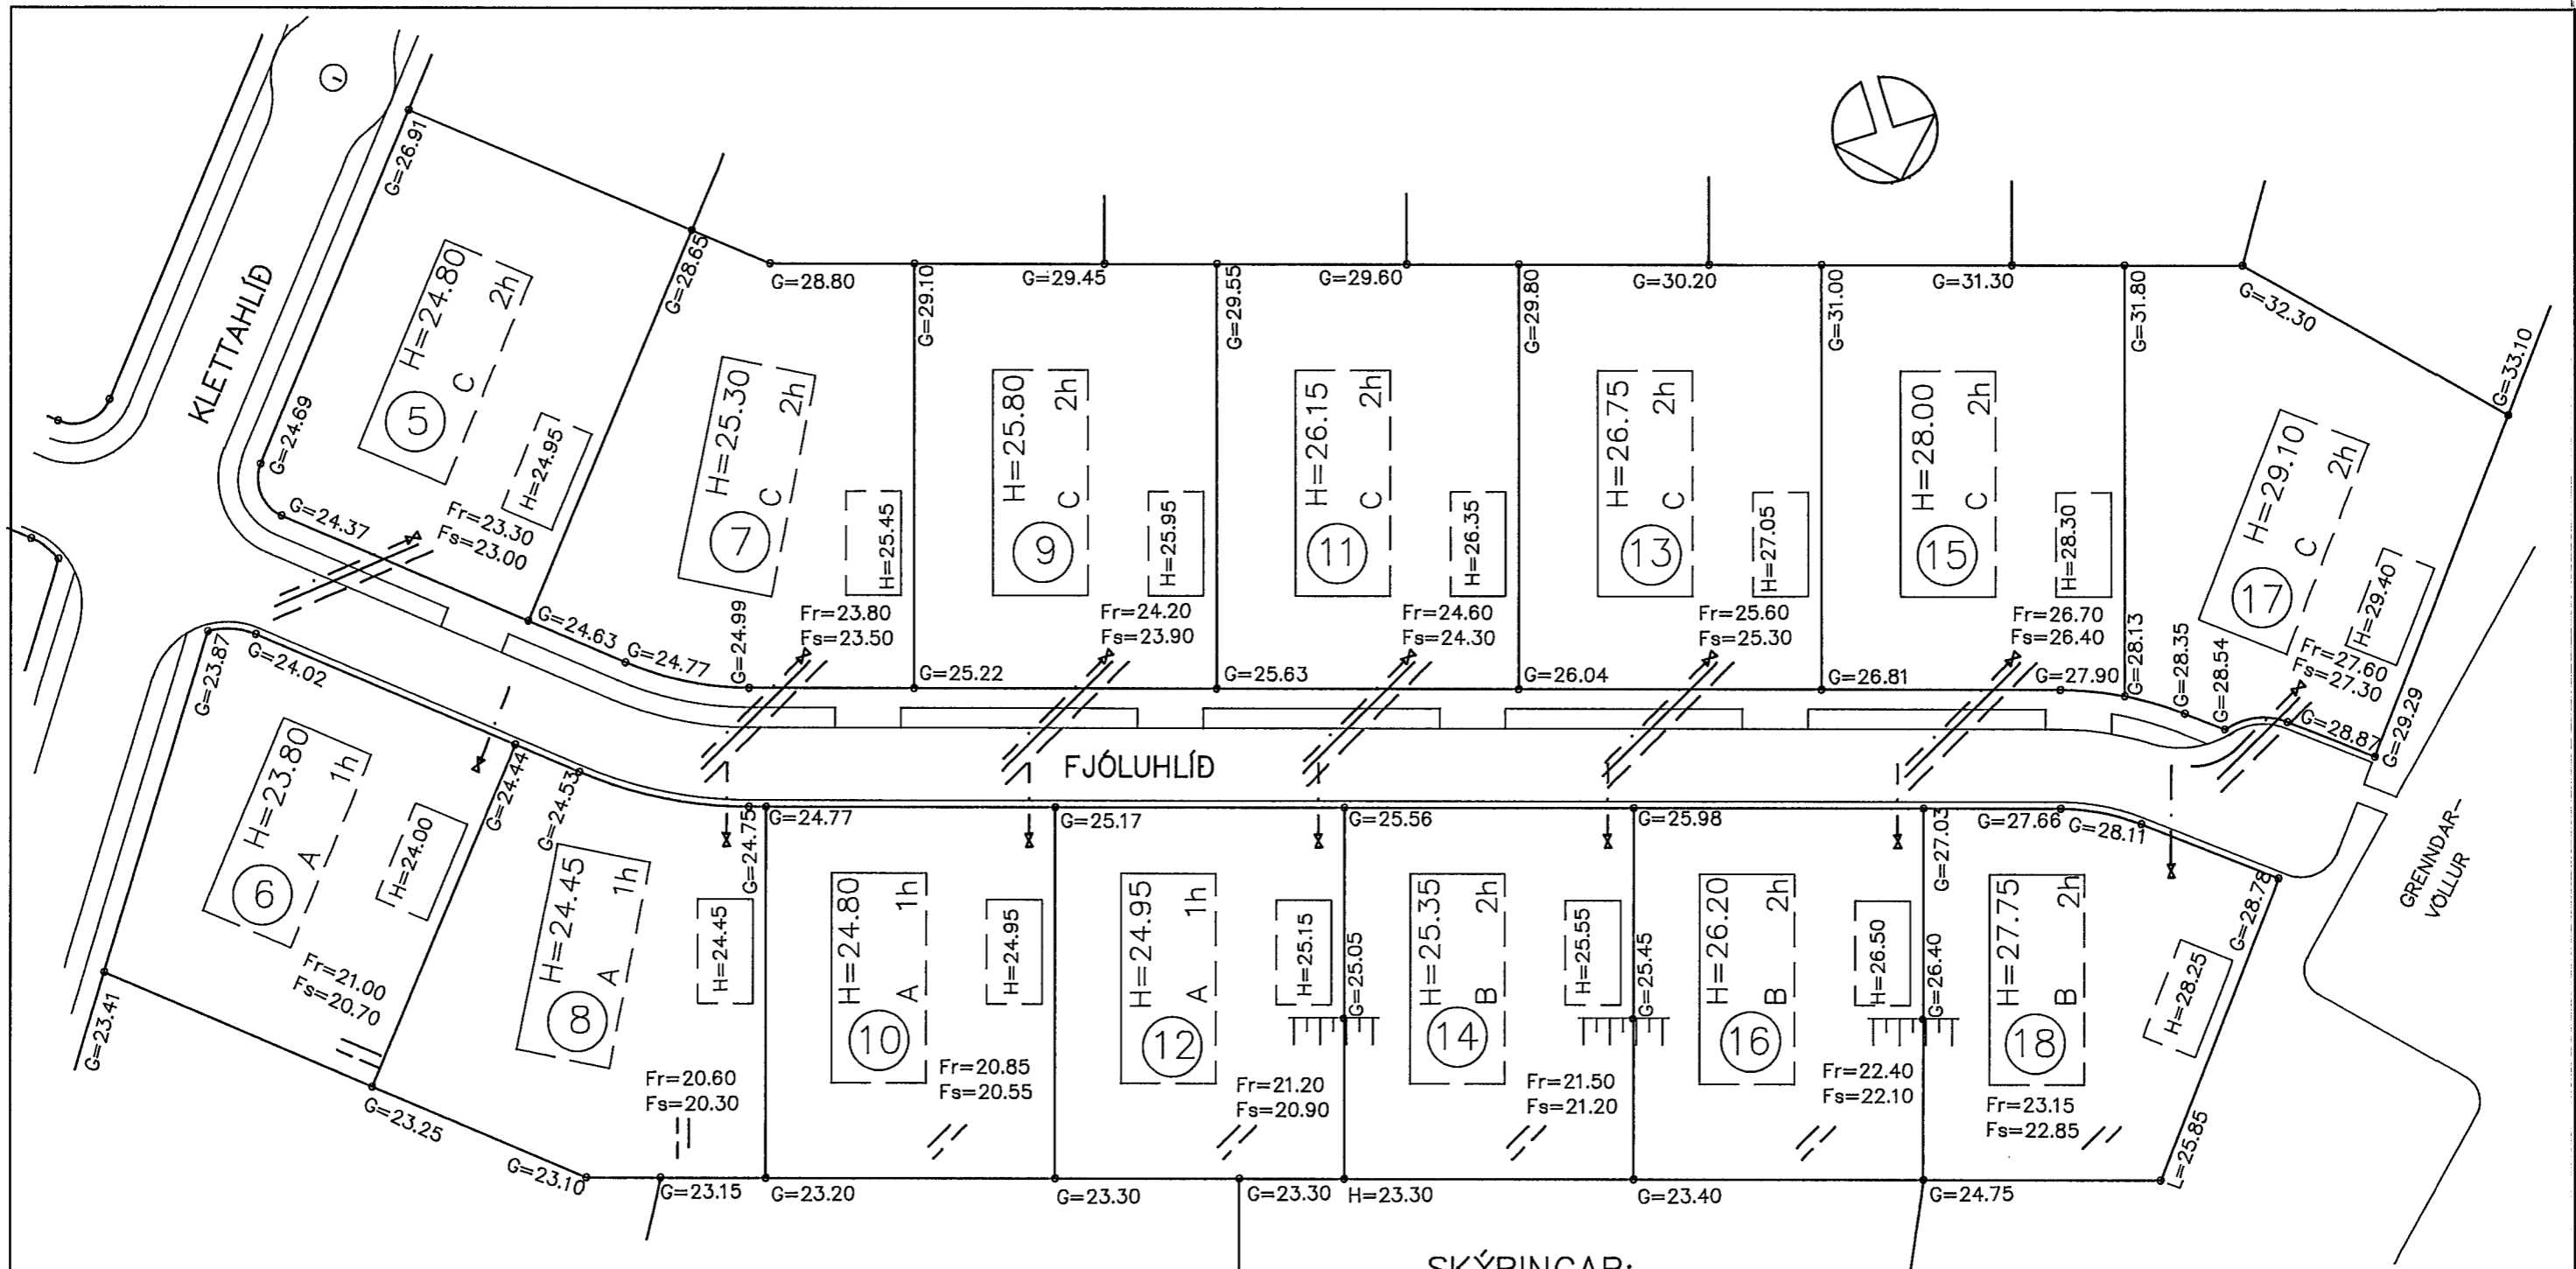 KLETTAHLÍÐ
G=26.91
G=28.65
G=24.69
H=24.80
2h
5
C
H=24.95
G=24.37
Fr=23.30
Fs=23.00
G=24.63
G=24.77
G=24.99
G=28.80
G=29.10
H=25.30
2h
7
C
H=25.45
Fr=23.80
Fs=23.50
G=25.22
G=29.45
G=29.55
H=25.80
2h
9
C
H=25.95
Fr=24.20
Fs=23.90
G=25.63
G=29.60
G=29.80
H=26.15
2h
11
C
H=26.35
Fr=24.60
Fs=24.30
G=26.04
G=30.20
G=31.00
H=26.75
2h
13
C
H=27.05
Fr=25.60
Fs=25.30
G=26.81
G=31.30
G=31.80
H=28.00
2h
15
C
H=28.30
Fr=26.70
Fs=26.40
G=27.90
G=28.13
G=28.35
G=28.54
G=32.30
G=33.10
H=29.10
2h
17
C
H=29.40
Fr=27.60
Fs=27.30
G=28.87
G=29.29
FJÓLUHLÍÐ
GRENNDAR-
VÖLLUR
G=23.87
G=24.02
H=23.80
1h
6
A
H=24.00
Fr=21.00
Fs=20.70
G=23.41
G=24.44
G=24.53
G=24.75
H=24.45
1h
8
A
H=24.45
Fr=20.60
Fs=20.30
G=23.25
G=23.10
G=23.15
G=24.77
H=24.80
1h
10
A
H=24.95
Fr=20.85
Fs=20.55
G=23.20
G=25.17
H=24.95
1h
12
A
H=25.15
G=25.05
Fr=21.20
Fs=20.90
G=23.30
G=23.30
H=23.30
G=25.56
H=25.35
2h
14
B
H=25.55
G=25.45
Fr=21.50
Fs=21.20
G=23.40
G=25.98
H=26.20
2h
16
B
H=26.50
G=26.40
Fr=22.40
Fs=22.10
G=24.75
G=27.03
G=27.66
G=28.11
G=28.78
H=27.75
2h
18
B
H=28.25
Fr=23.15
Fs=22.85
L=25.85
SKÝRINGAR: